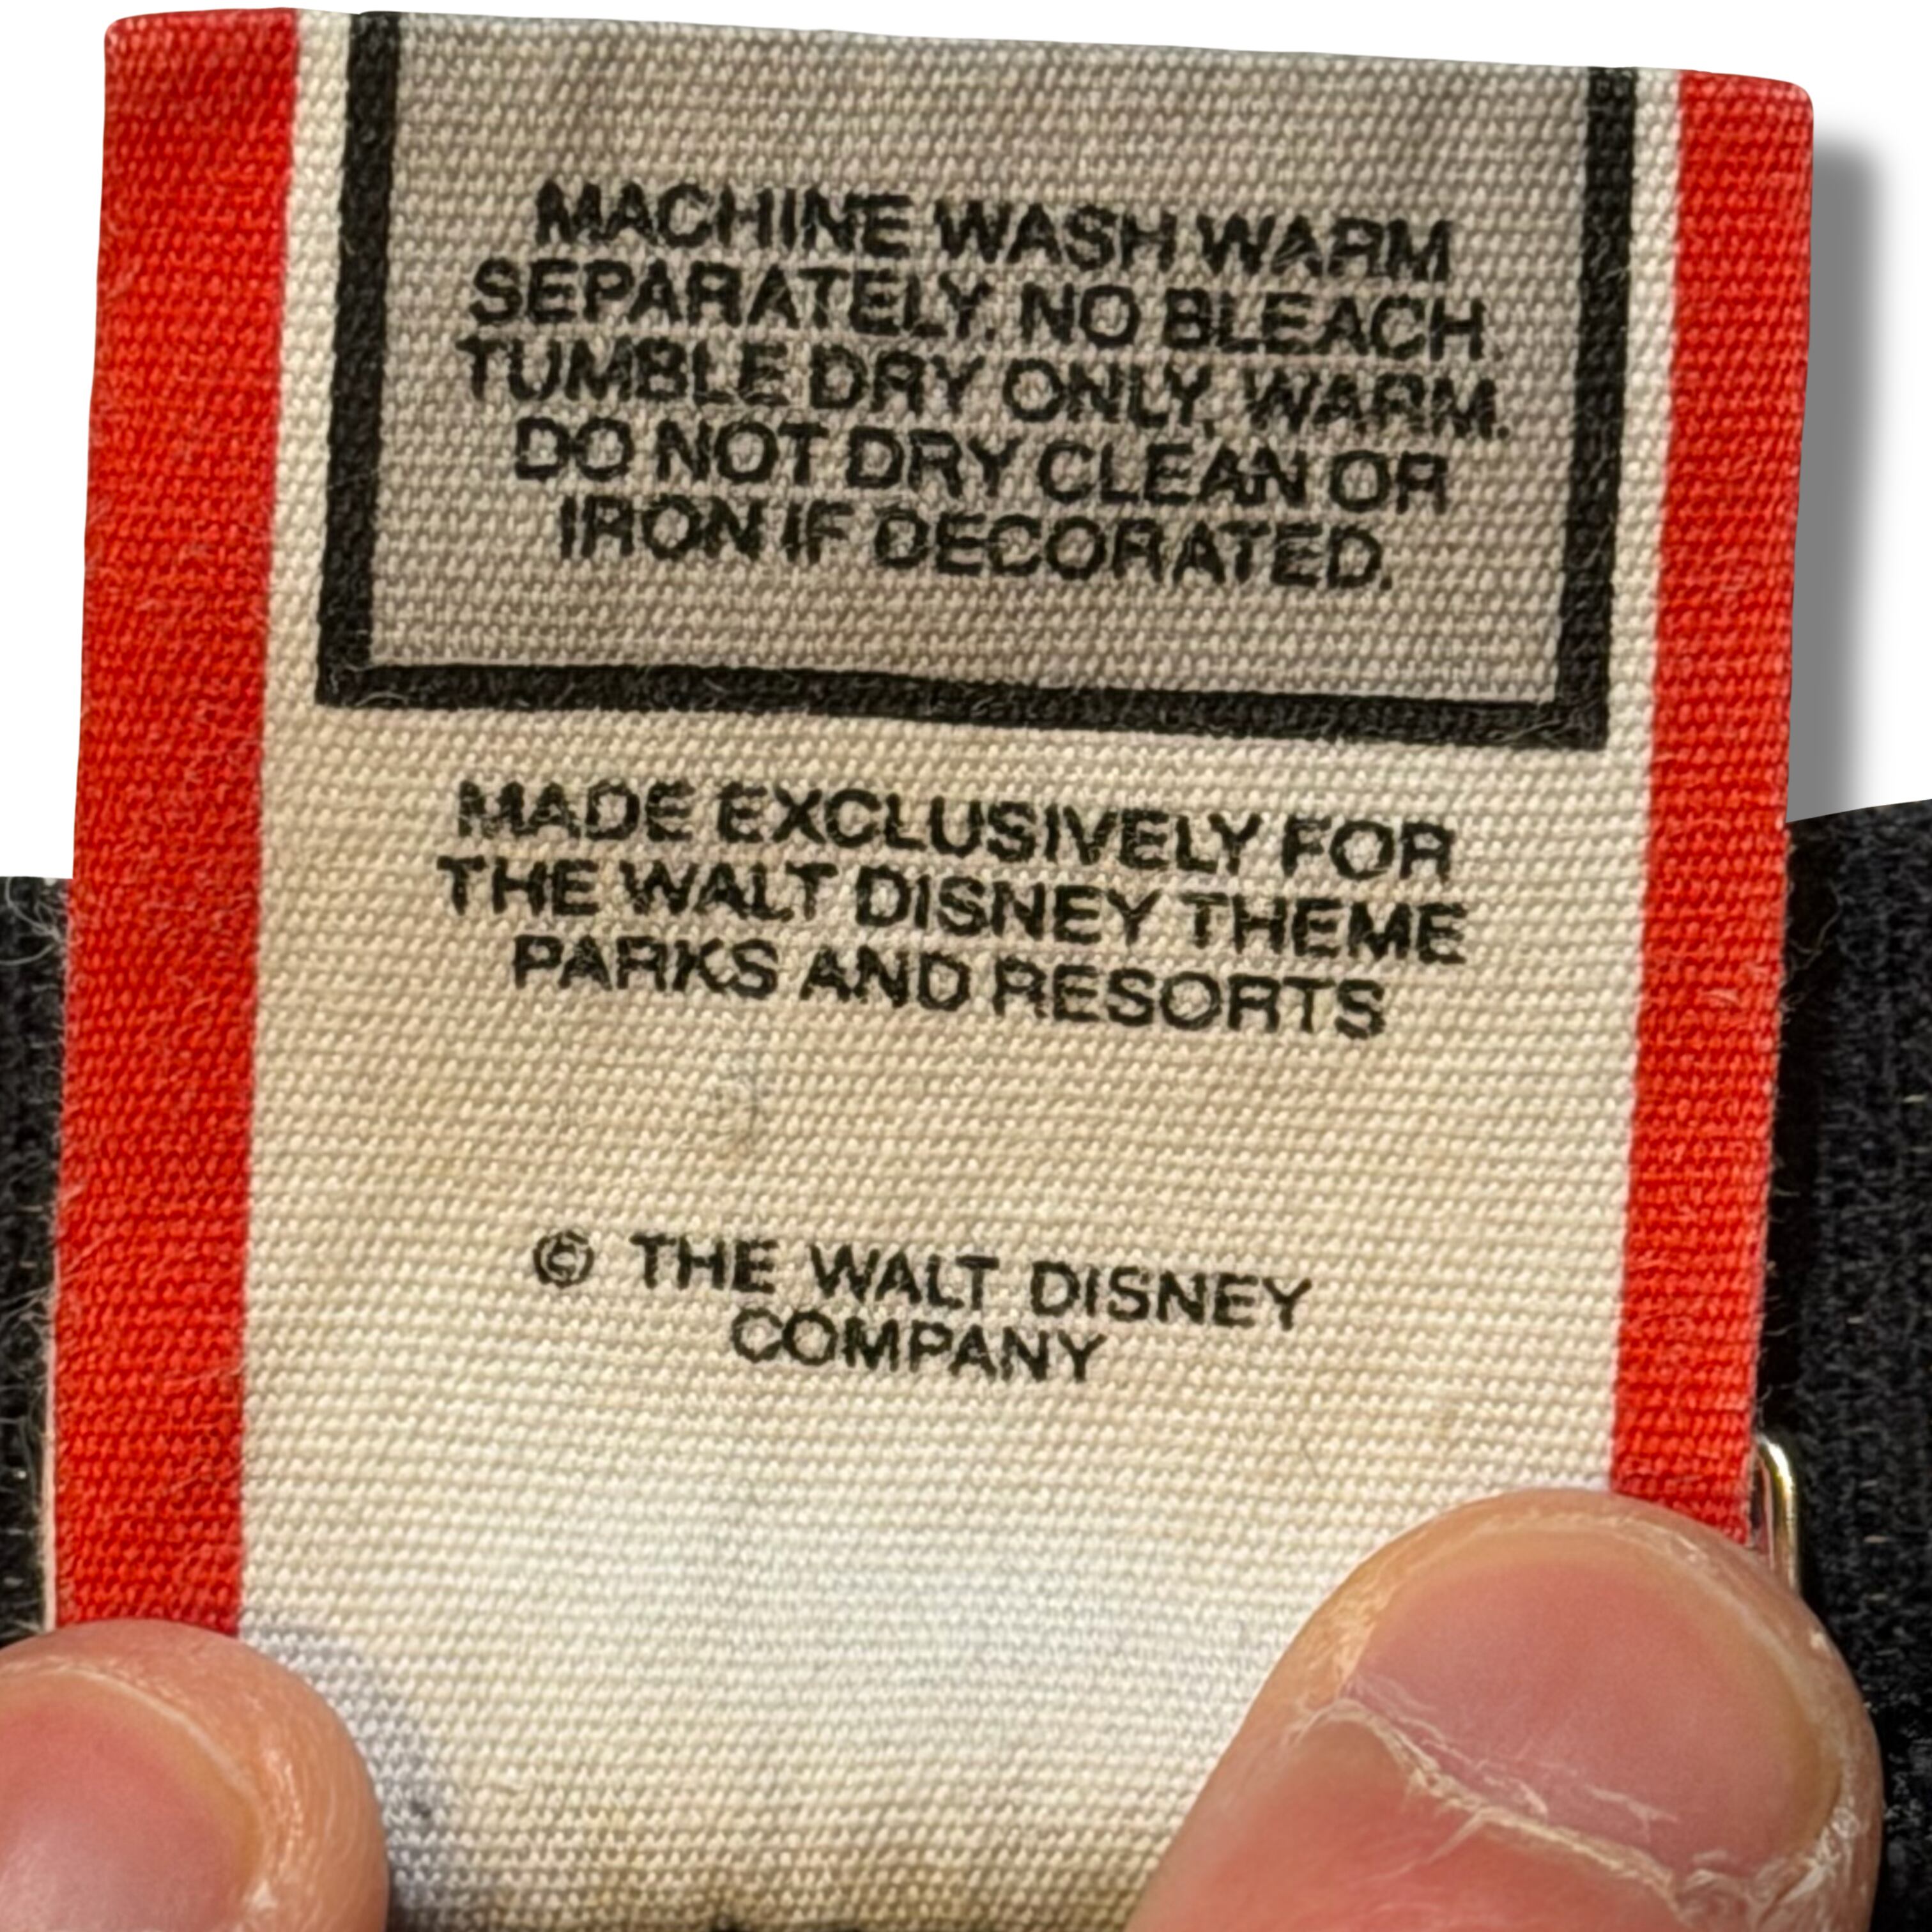 MACHINE WASH WARM
SEPARATELY. NO BLEACH.
TUMBLE DRY ONLY, WARM.
DO NOT DRY CLEAN OR
IRON IF DECORATED.
MADE EXCLUSIVELY FOR
THE WALT DISNEY THEME
PARKS AND RESORTS
© THE WALT DISNEY
COMPANY